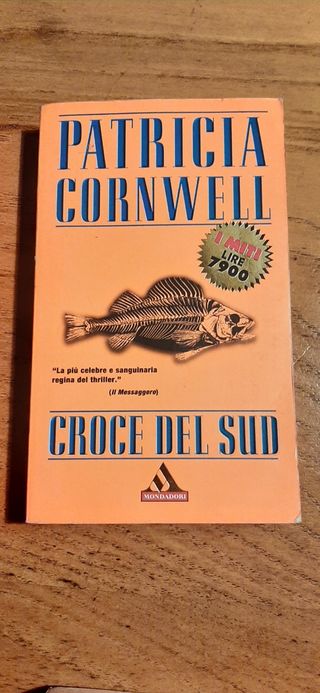 PATRICIA
CORNWELL
I MITI
LIRE
7900
"La più celebre e sanguinaria
regina del thriller."
(Il Messaggero)
CROCE DEL SUD
MONDADORI